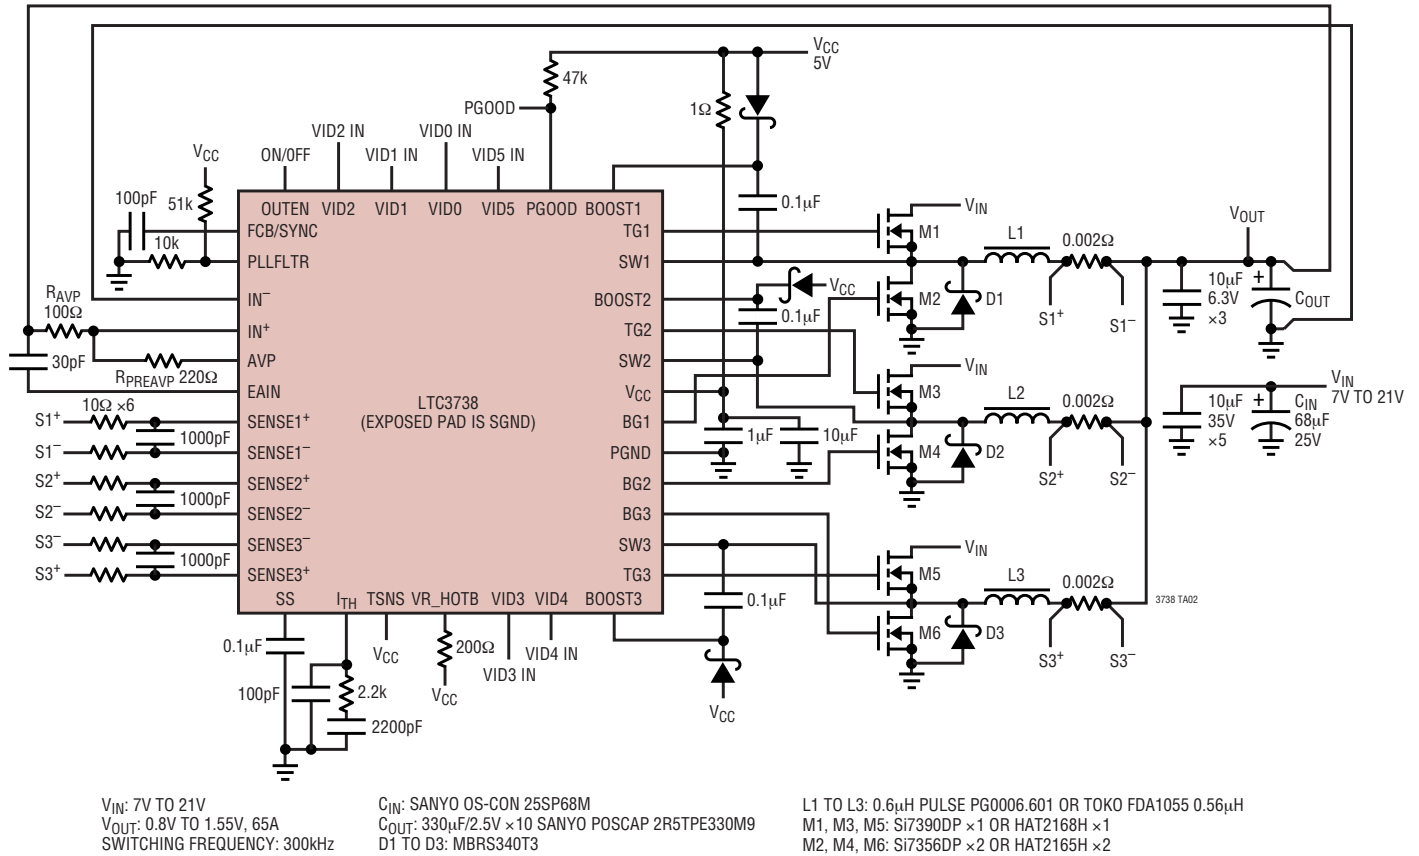 VCC
5V
47k
PGOOD
1Ω
VID2 IN
VID0 IN
VCC
ON/0FF
VID1 IN
VID5 IN
100pF
51k
0.1µF
OUTEN VID2 VID1 VID0 VID5 PGOOD BOOST1
FCB/SYNC
TG1
10k
PLLFLTR
SW1
VIN
M1
L1
0.002Ω
VOUT
IN−
BOOST2
VCC
M2
D1
S1+
S1−
10µF
6.3V
×3
+
COUT
RAVP
100Ω
IN+
TG2
0.1µF
30pF
AVP
SW2
RPREAVP 220Ω
EAIN
VCC
VIN
M3
L2
0.002Ω
VIN
7V TO 21V
LTC3738
(EXPOSED PAD IS SGND)
S1+
10Ω ×6
SENSE1+
BG1
1000pF
1µF
10µF
S1−
SENSE1−
PGND
M4
D2
10µF
35V
×5
+
CIN
68µF
25V
S2+
SENSE2+
BG2
S2+
S2−
1000pF
S2−
SENSE2−
BG3
S3−
SENSE3−
SW3
VIN
1000pF
S3+
SENSE3+
TG3
M5
L3
0.002Ω
SS ITH TSNS VR_HOTB VID3 VID4 BOOST3
0.1µF
3738 TA02
M6
D3
S3+
S3−
0.1µF
VCC
200Ω
VID4 IN
VID3 IN
100pF
2.2k
VCC
VCC
2200pF
VIN: 7V TO 21V
VOUT: 0.8V TO 1.55V, 65A
SWITCHING FREQUENCY: 300kHz
CIN: SANYO OS-CON 25SP68M
COUT: 330µF/2.5V ×10 SANYO POSCAP 2R5TPE330M9
D1 TO D3: MBRS340T3
L1 TO L3: 0.6µH PULSE PG0006.601 OR TOKO FDA1055 0.56µH
M1, M3, M5: Si7390DP ×1 OR HAT2168H ×1
M2, M4, M6: Si7356DP ×2 OR HAT2165H ×2